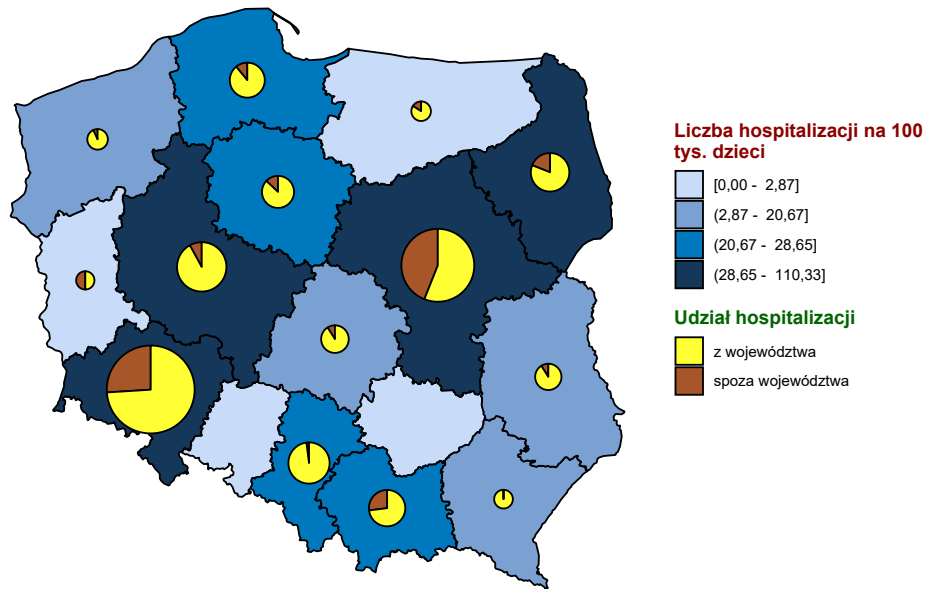 Liczba hospitalizacji na 100
tys. dzieci
[0,00 - 2,87]
(2,87 - 20,67]
(20,67 - 28,65]
(28,65 - 110,33]
Udział hospitalizacji
z województwa
spoza województwa